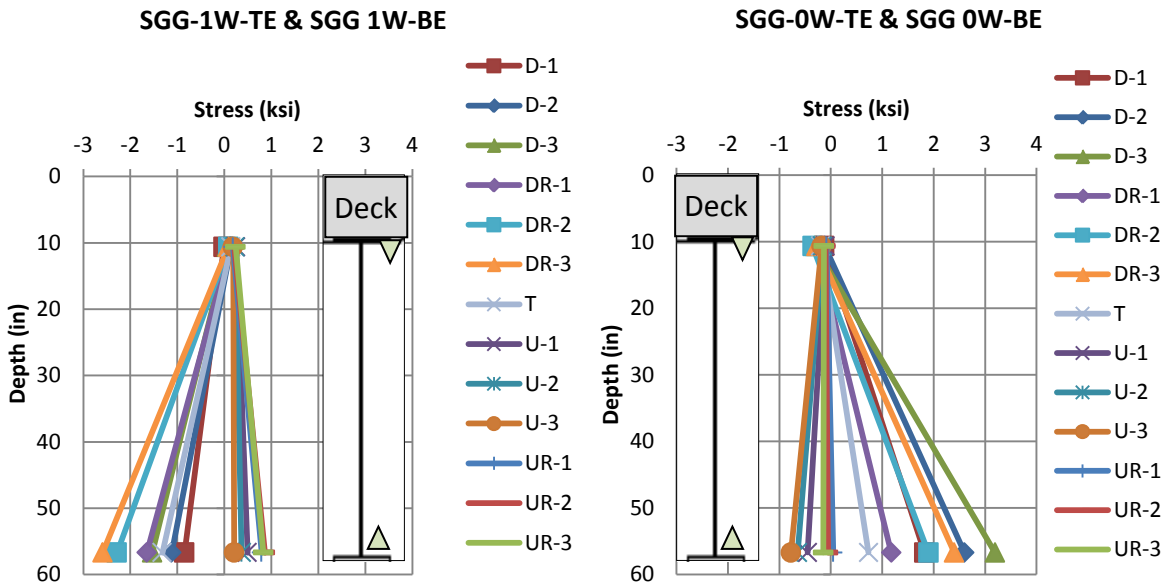 SGG-1W-TE & SGG 1W-BE
Stress (ksi)
-3 -2 -1 0 1 2 3 4
0
10
20
30
40
50
60
Depth (in)
Deck
D-1
D-2
D-3
DR-1
DR-2
DR-3
T
U-1
U-2
U-3
UR-1
UR-2
UR-3
SGG-0W-TE & SGG 0W-BE
Stress (ksi)
-3 -2 -1 0 1 2 3 4
0
10
20
30
40
50
60
Depth (in)
Deck
D-1
D-2
D-3
DR-1
DR-2
DR-3
T
U-1
U-2
U-3
UR-1
UR-2
UR-3